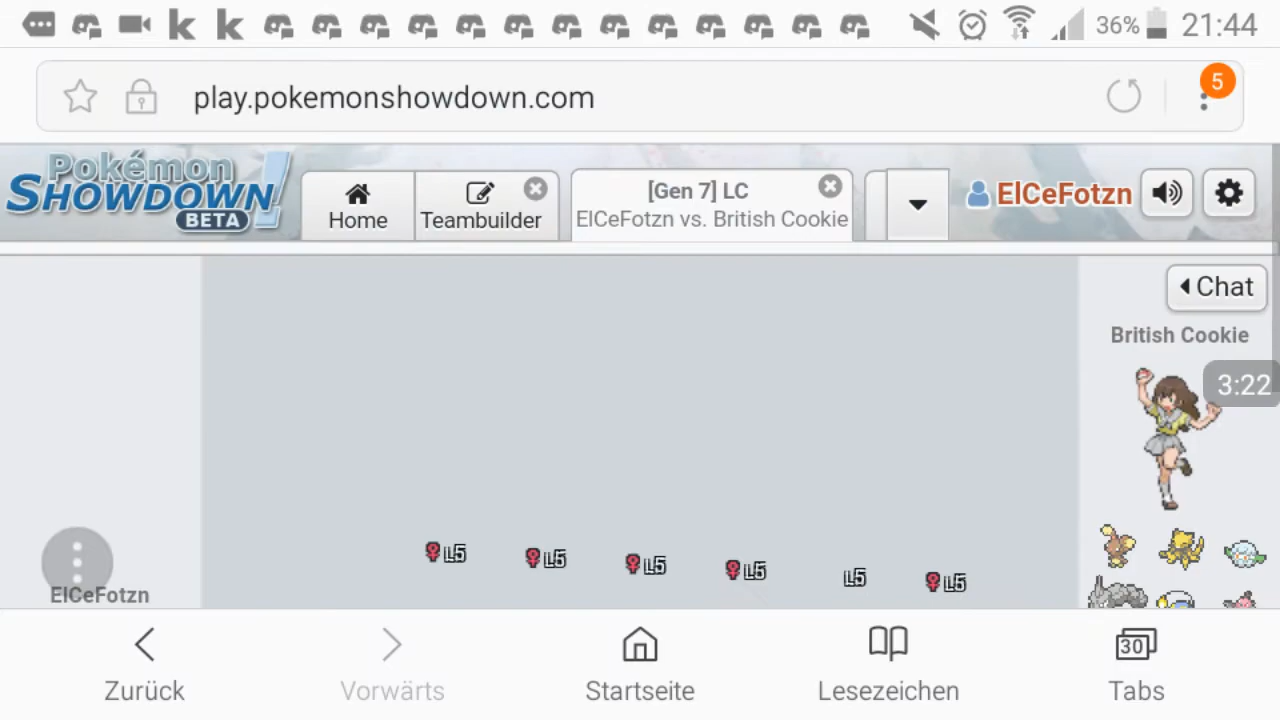 36% 21:44
play.pokemonshowdown.com
5
Pokémon
SHOWDOWN!
BETA
Home
Teambuilder
[Gen 7] LC
ElCeFotzn vs. British Cookie
ElCeFotzn
Chat
British Cookie
3:22
L5 L5 L5 L5 L5 L5
ElCeFotzn
Zurück
Vorwärts
Startseite
Lesezeichen
30
Tabs